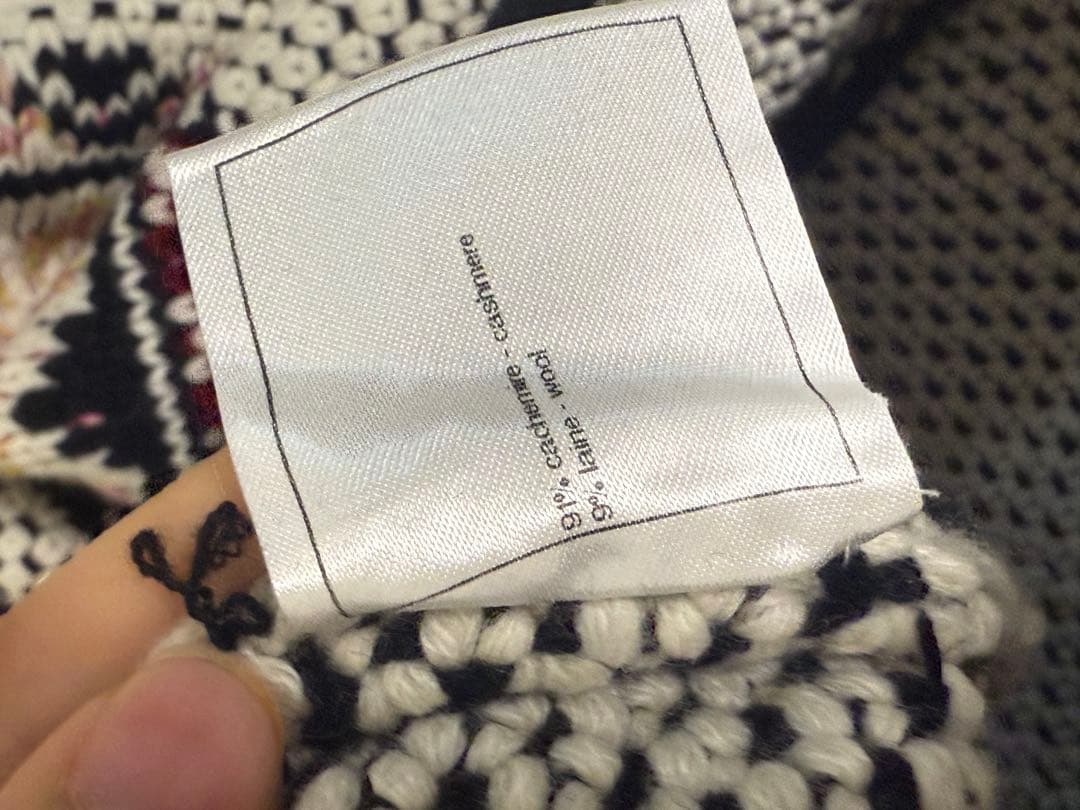 91% cachemire - cashmere
9% laine - wool